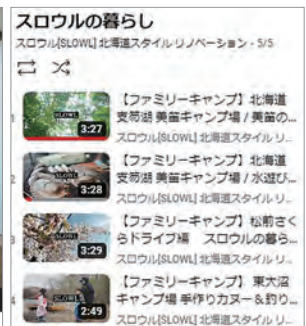 スロウルの暮らし
スロウル[SLOWL] 北海道スタイル リノベーション・5/5
1
SLOWL
3:27
【ファミリーキャンプ】北海道
支笏湖 美笛キャンプ場 / 美笛の...
スロウル[SLOWL] 北海道スタイル リ...
2
SLOWL
3:28
【ファミリーキャンプ】北海道
支笏湖 美笛キャンプ場 / 水遊び...
スロウル[SLOWL] 北海道スタイル リ...
3
SLOWL
3:29
【ファミリーキャンプ】松前さく
らドライブ編 スロウルの暮ら...
スロウル[SLOWL] 北海道スタイル リ...
4
SLOWL
2:49
【ファミリーキャンプ】 東大沼
キャンプ場 手作りカヌー＆釣り...
スロウル[SLOWL] 北海道スタイル リ...